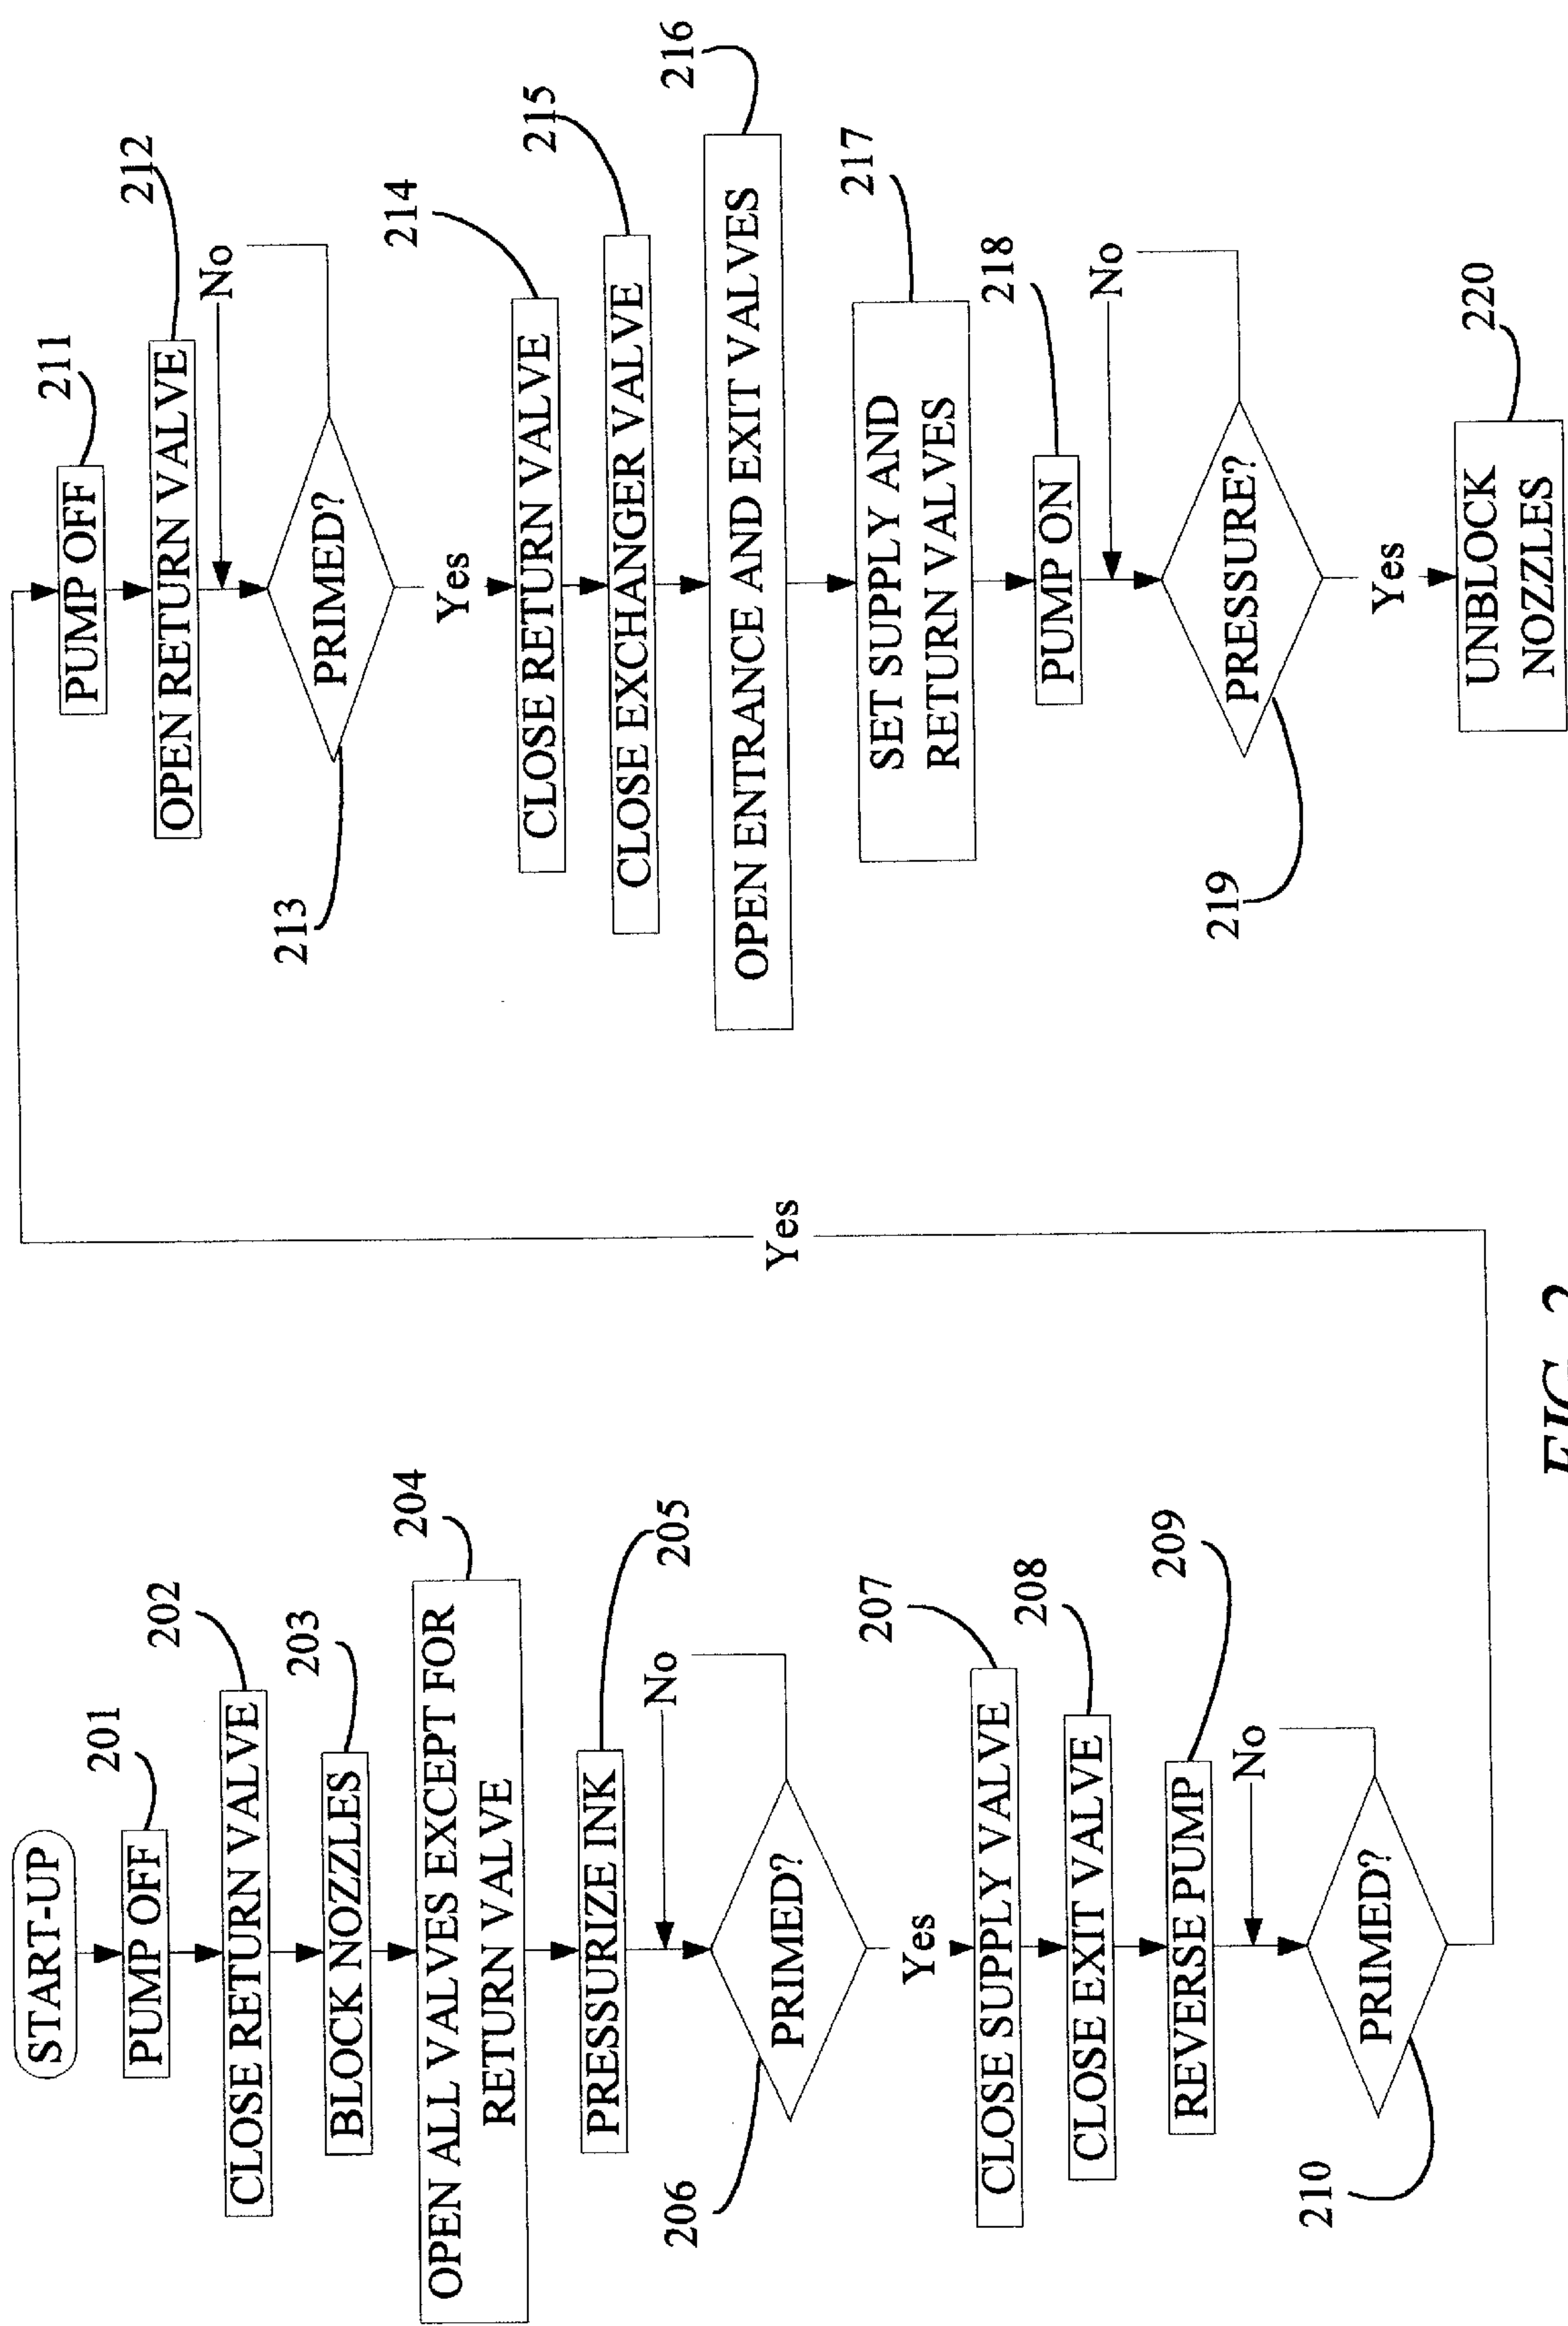 START-UP
PUMP OFF
201
CLOSE RETURN VALVE
202
BLOCK NOZZLES
203
OPEN ALL VALVES EXCEPT FOR
RETURN VALVE
204
PRESSURIZE INK
205
No
PRIMED?
206
Yes
CLOSE SUPPLY VALVE
207
CLOSE EXIT VALVE
208
REVERSE PUMP
209
No
PRIMED?
210
Yes
PUMP OFF
211
OPEN RETURN VALVE
212
No
PRIMED?
213
Yes
CLOSE RETURN VALVE
214
CLOSE EXCHANGER VALVE
215
OPEN ENTRANCE AND EXIT VALVES
216
SET SUPPLY AND
RETURN VALVES
217
PUMP ON
218
No
PRESSURE?
219
Yes
UNBLOCK
NOZZLES
220
FIG. 2